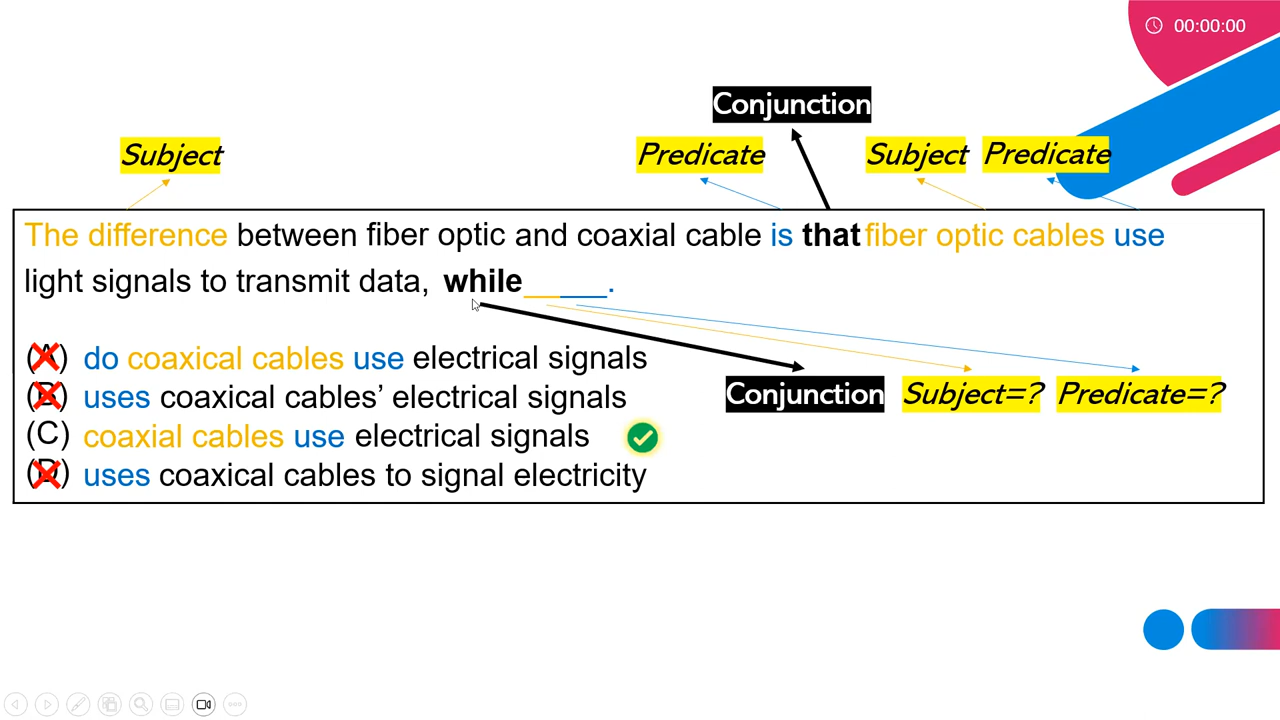 00:00:00
Conjunction
Subject Predicate Subject Predicate
The difference between fiber optic and coaxial cable is that fiber optic cables use
light signals to transmit data, while _____.
(A) do coaxical cables use electrical signals
(B) uses coaxical cables’ electrical signals
Conjunction Subject=? Predicate=?
(C) coaxial cables use electrical signals
(D) uses coaxical cables to signal electricity